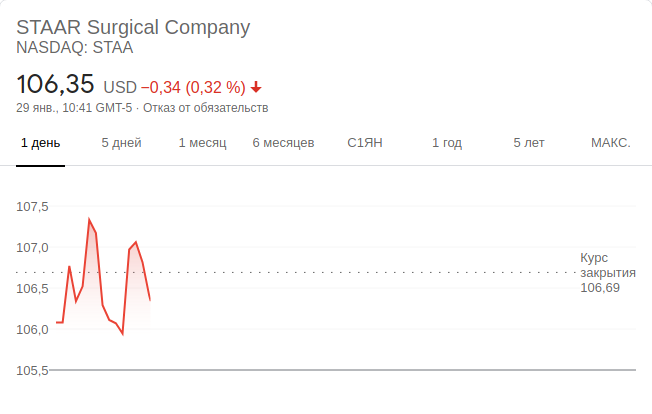 STAAR Surgical Company
NASDAQ: STAA
106,35 USD −0,34 (0,32 %)
29 янв., 10:41 GMT-5 · Отказ от обязательств
1 день 5 дней 1 месяц 6 месяцев С1ЯН 1 год 5 лет МАКС.
107,5
107,0
106,5
106,0
105,5
Курс
закрытия
106,69